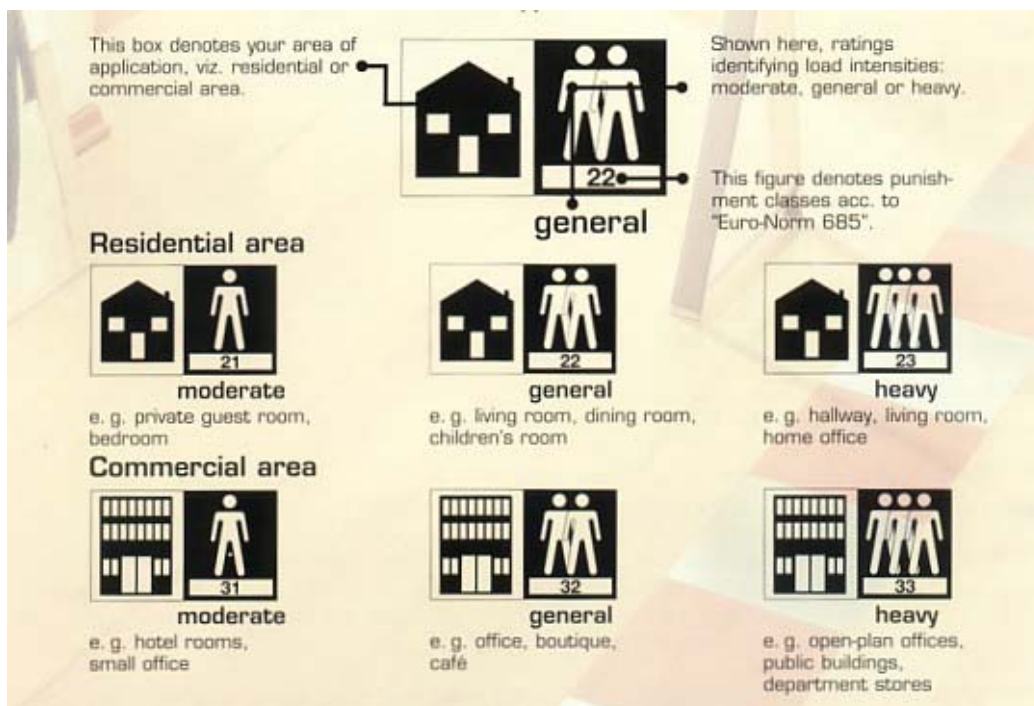 This box denotes your area of
application, viz. residential or
commercial area.
Shown here, ratings
identifying load intensities:
moderate, general or heavy.
22
This figure denotes punish-
ment classes acc. to
"Euro-Norm 685".
general
Residential area
21
moderate
e. g. private guest room,
bedroom
22
general
e. g. living room, dining room,
children's room
23
heavy
e. g. hallway, living room,
home office
Commercial area
31
moderate
e. g. hotel rooms,
small office
32
general
e. g. office, boutique,
café
33
heavy
e. g. open-plan offices,
public buildings,
department stores